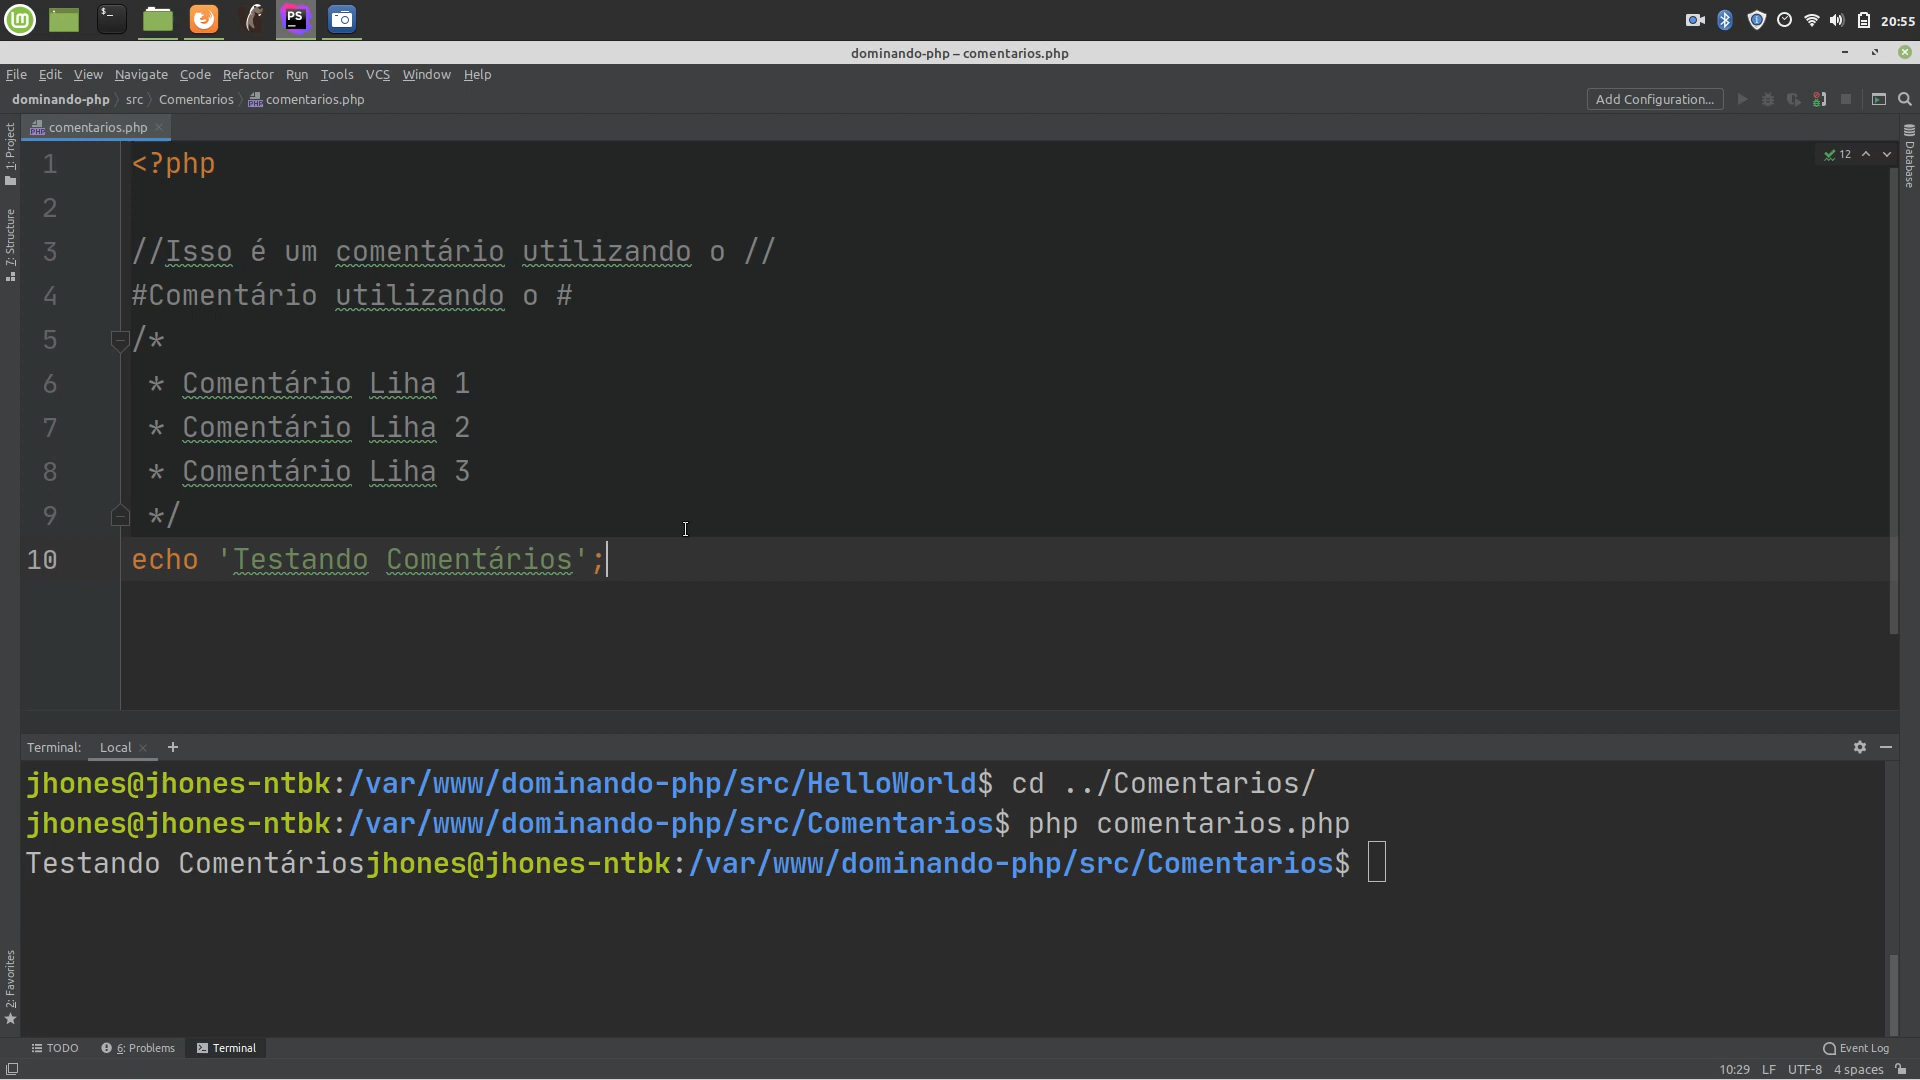 $_
PS
20:55
dominando-php – comentarios.php
File Edit View Navigate Code Refactor Run Tools VCS Window Help
dominando-php src Comentarios comentarios.php
Add Configuration...
comentarios.php
1: Project
7: Structure
2: Favorites
Database
12
1 <?php
2
3 //Isso é um comentário utilizando o //
4 #Comentário utilizando o #
5 /*
6 * Comentário Liha 1
7 * Comentário Liha 2
8 * Comentário Liha 3
9 */
10 echo 'Testando Comentários';
Terminal: Local +
jhones@jhones-ntbk:/var/www/dominando-php/src/HelloWorld$ cd ../Comentarios/
jhones@jhones-ntbk:/var/www/dominando-php/src/Comentarios$ php comentarios.php
Testando Comentáriosjhones@jhones-ntbk:/var/www/dominando-php/src/Comentarios$
TODO 6: Problems Terminal Event Log
10:29 LF UTF-8 4 spaces